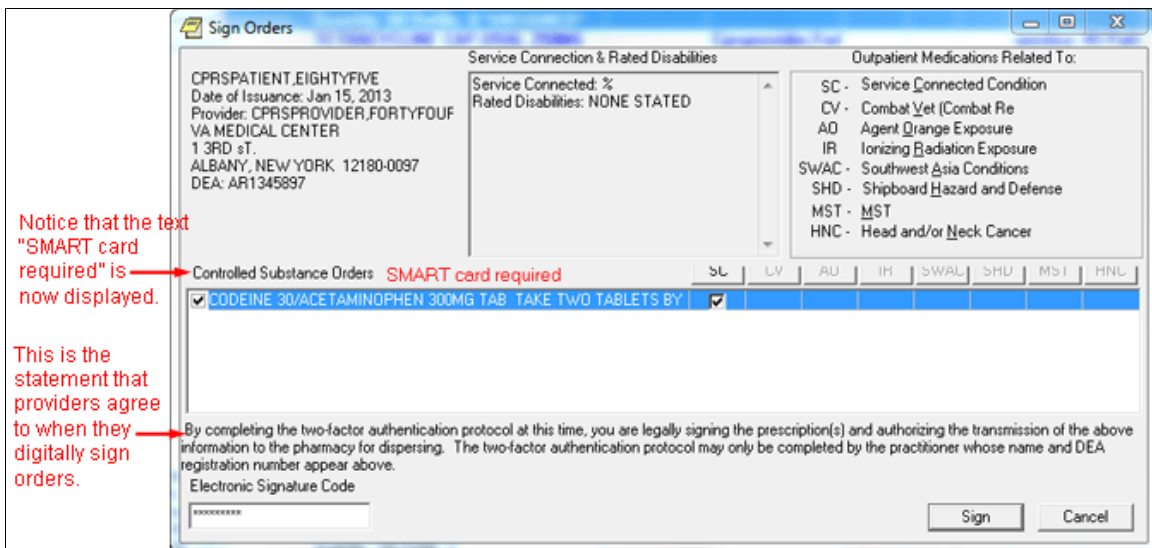 Sign Orders
CPRSPATIENT,EIGHTYFIVE
Date of Issuance: Jan 15, 2013
Provider: CPRSPROVIDER,FORTYFOUF
VA MEDICAL CENTER
1 3RD sT.
ALBANY, NEW YORK 12180-0097
DEA: AR1345897
Service Connection & Rated Disabilities
Service Connected: %
Rated Disabilities: NONE STATED
Outpatient Medications Related To:
SC - Service Connected Condition
CV - Combat Vet (Combat Re
AO Agent Orange Exposure
IR Ionizing Radiation Exposure
SWAC - Southwest Asia Conditions
SHD - Shipboard Hazard and Defense
MST - MST
HNC - Head and/or Neck Cancer
Notice that the text
"SMART card
required" is
now displayed.
Controlled Substance Orders SMART card required SC CV AO IR SWAC SHD MST HNC
CODEINE 30/ACETAMINOPHEN 300MG TAB TAKE TWO TABLETS BY
This is the
statement that
providers agree
to when they
digitally sign
orders.
By completing the two-factor authentication protocol at this time, you are legally signing the prescription(s) and authorizing the transmission of the above
information to the pharmacy for dispersing. The two-factor authentication protocol may only be completed by the practitioner whose name and DEA
registration number appear above.
Electronic Signature Code
*********
Sign Cancel